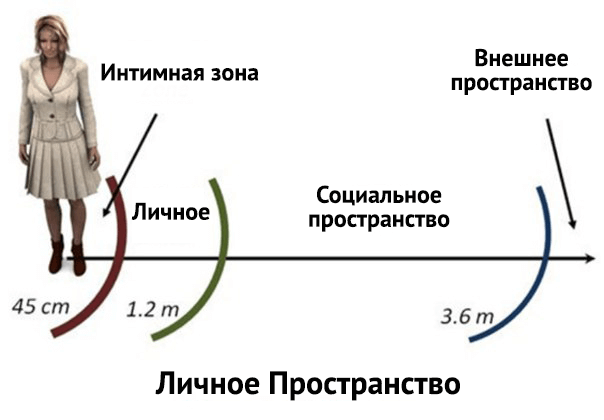 Интимная зона
Внешнее
пространство
Личное
Социальное
пространство
45 cm
1.2 m
3.6 m
Личное Пространство